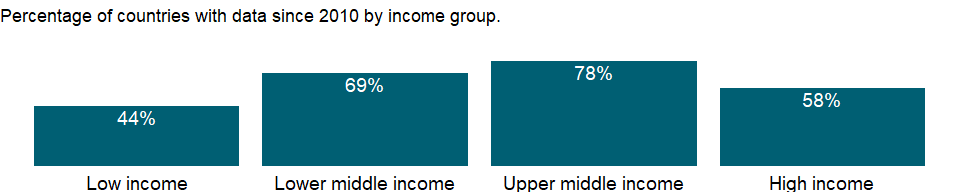 Percentage of countries with data since 2010 by income group.
44%
69%
78%
58%
Low income
Lower middle income
Upper middle income
High income